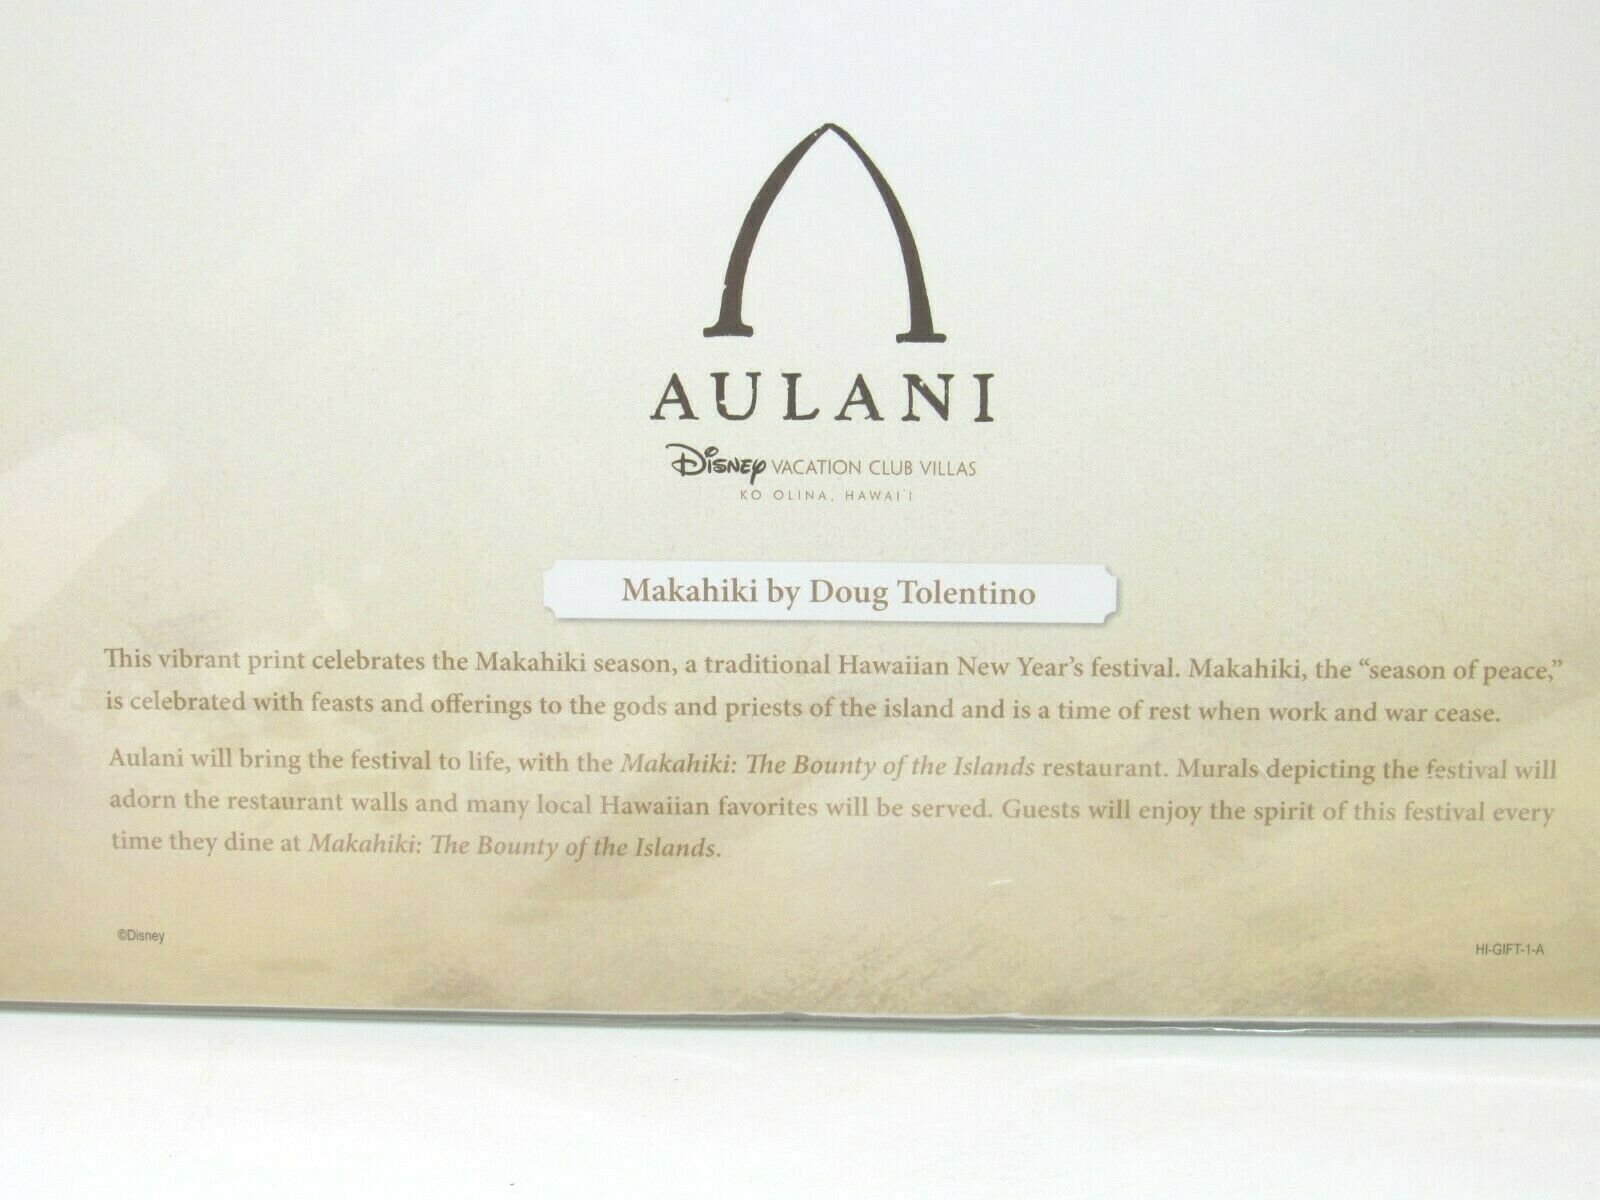 AULANI
Disney VACATION CLUB VILLAS
KO OLINA, HAWAI`I
Makahiki by Doug Tolentino
This vibrant print celebrates the Makahiki season, a traditional Hawaiian New Year’s festival. Makahiki, the “season of peace,”
is celebrated with feasts and offerings to the gods and priests of the island and is a time of rest when work and war cease.
Aulani will bring the festival to life, with the Makahiki: The Bounty of the Islands restaurant. Murals depicting the festival will
adorn the restaurant walls and many local Hawaiian favorites will be served. Guests will enjoy the spirit of this festival every
time they dine at Makahiki: The Bounty of the Islands.
©Disney
HI-GIFT-1-A